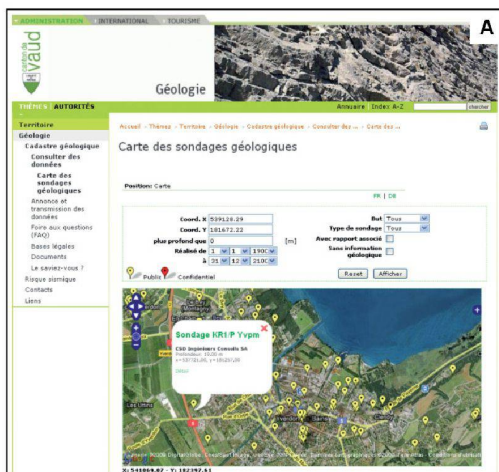 ADMINISTRATION INTERNATIONAL TOURISME
A
canton de
vaud
Géologie
THÈMES AUTORITÉS
Annuaire Index A-Z
chercher
Territoire
Géologie
Cadastre géologique
Consulter des
données
Carte des
sondages
géologiques
Annonce et
transmission des
données
Foire aux questions
(FAQ)
Bases légales
Documents
Le saviez-vous ?
Risque sismique
Contacts
Liens
Accueil Thèmes Territoire Géologie Cadastre géologique Consulter des ... Carte des ...
Carte des sondages géologiques
Position: Carte
FR | DE
Coord. X
Coord. Y 181672.22
plus profond que 0 [m]
Réalisé de 1 1
à 31 12
But Tous
Type de sondage Tous
Avec rapport associé
Sans information
géologique
Public Confidentiel
Reset Afficher
Sondage KR1/P Yvpm
CSD Ingénieurs Conseils SA